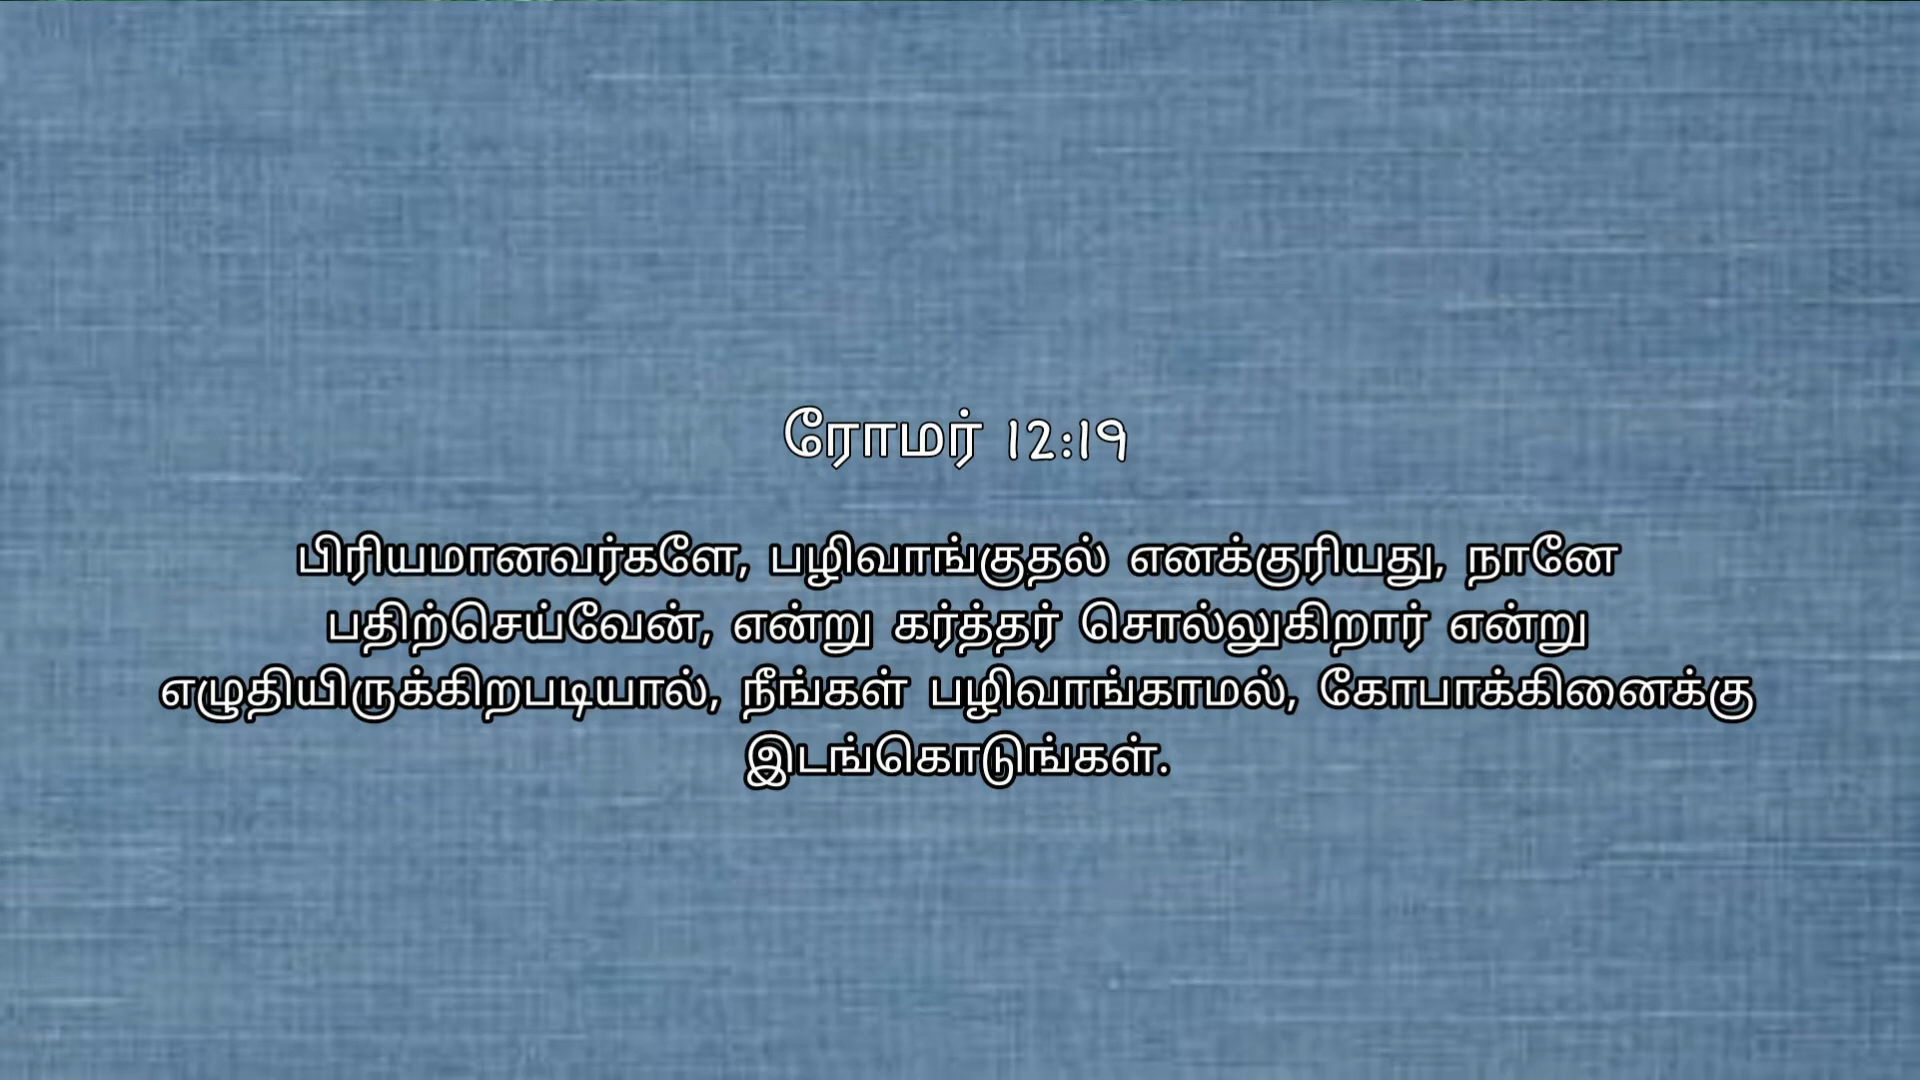 ரோமர் 12:19
பிரியமானவர்களே, பழிவாங்குதல் எனக்குரியது, நானே
பதிற்செய்வேன், என்று கர்த்தர் சொல்லுகிறார் என்று
எழுதியிருக்கிறபடியால், நீங்கள் பழிவாங்காமல், கோபாக்கினைக்கு
இடங்கொடுங்கள்.